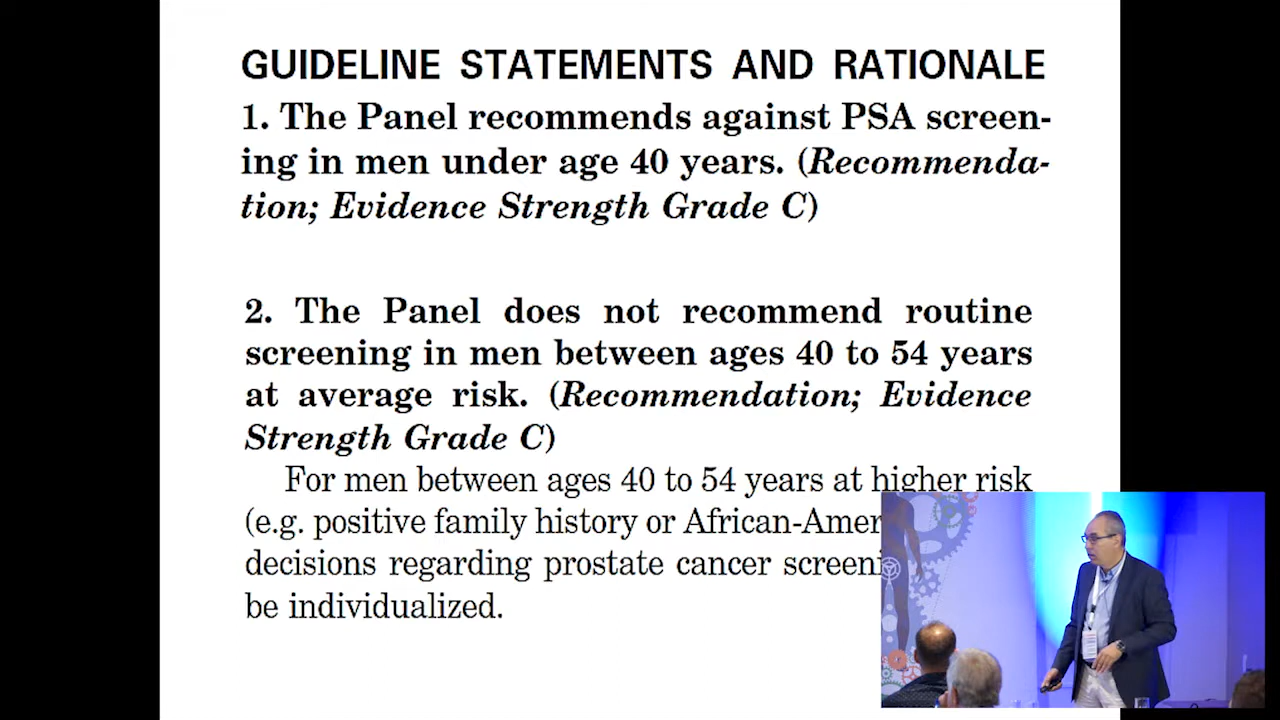 GUIDELINE STATEMENTS AND RATIONALE
1. The Panel recommends against PSA screen-
ing in men under age 40 years. (Recommenda-
tion; Evidence Strength Grade C)
2. The Panel does not recommend routine
screening in men between ages 40 to 54 years
at average risk. (Recommendation; Evidence
Strength Grade C)
For men between ages 40 to 54 years at higher risk
(e.g. positive family history or African-Amer
decisions regarding prostate cancer screeni
be individualized.